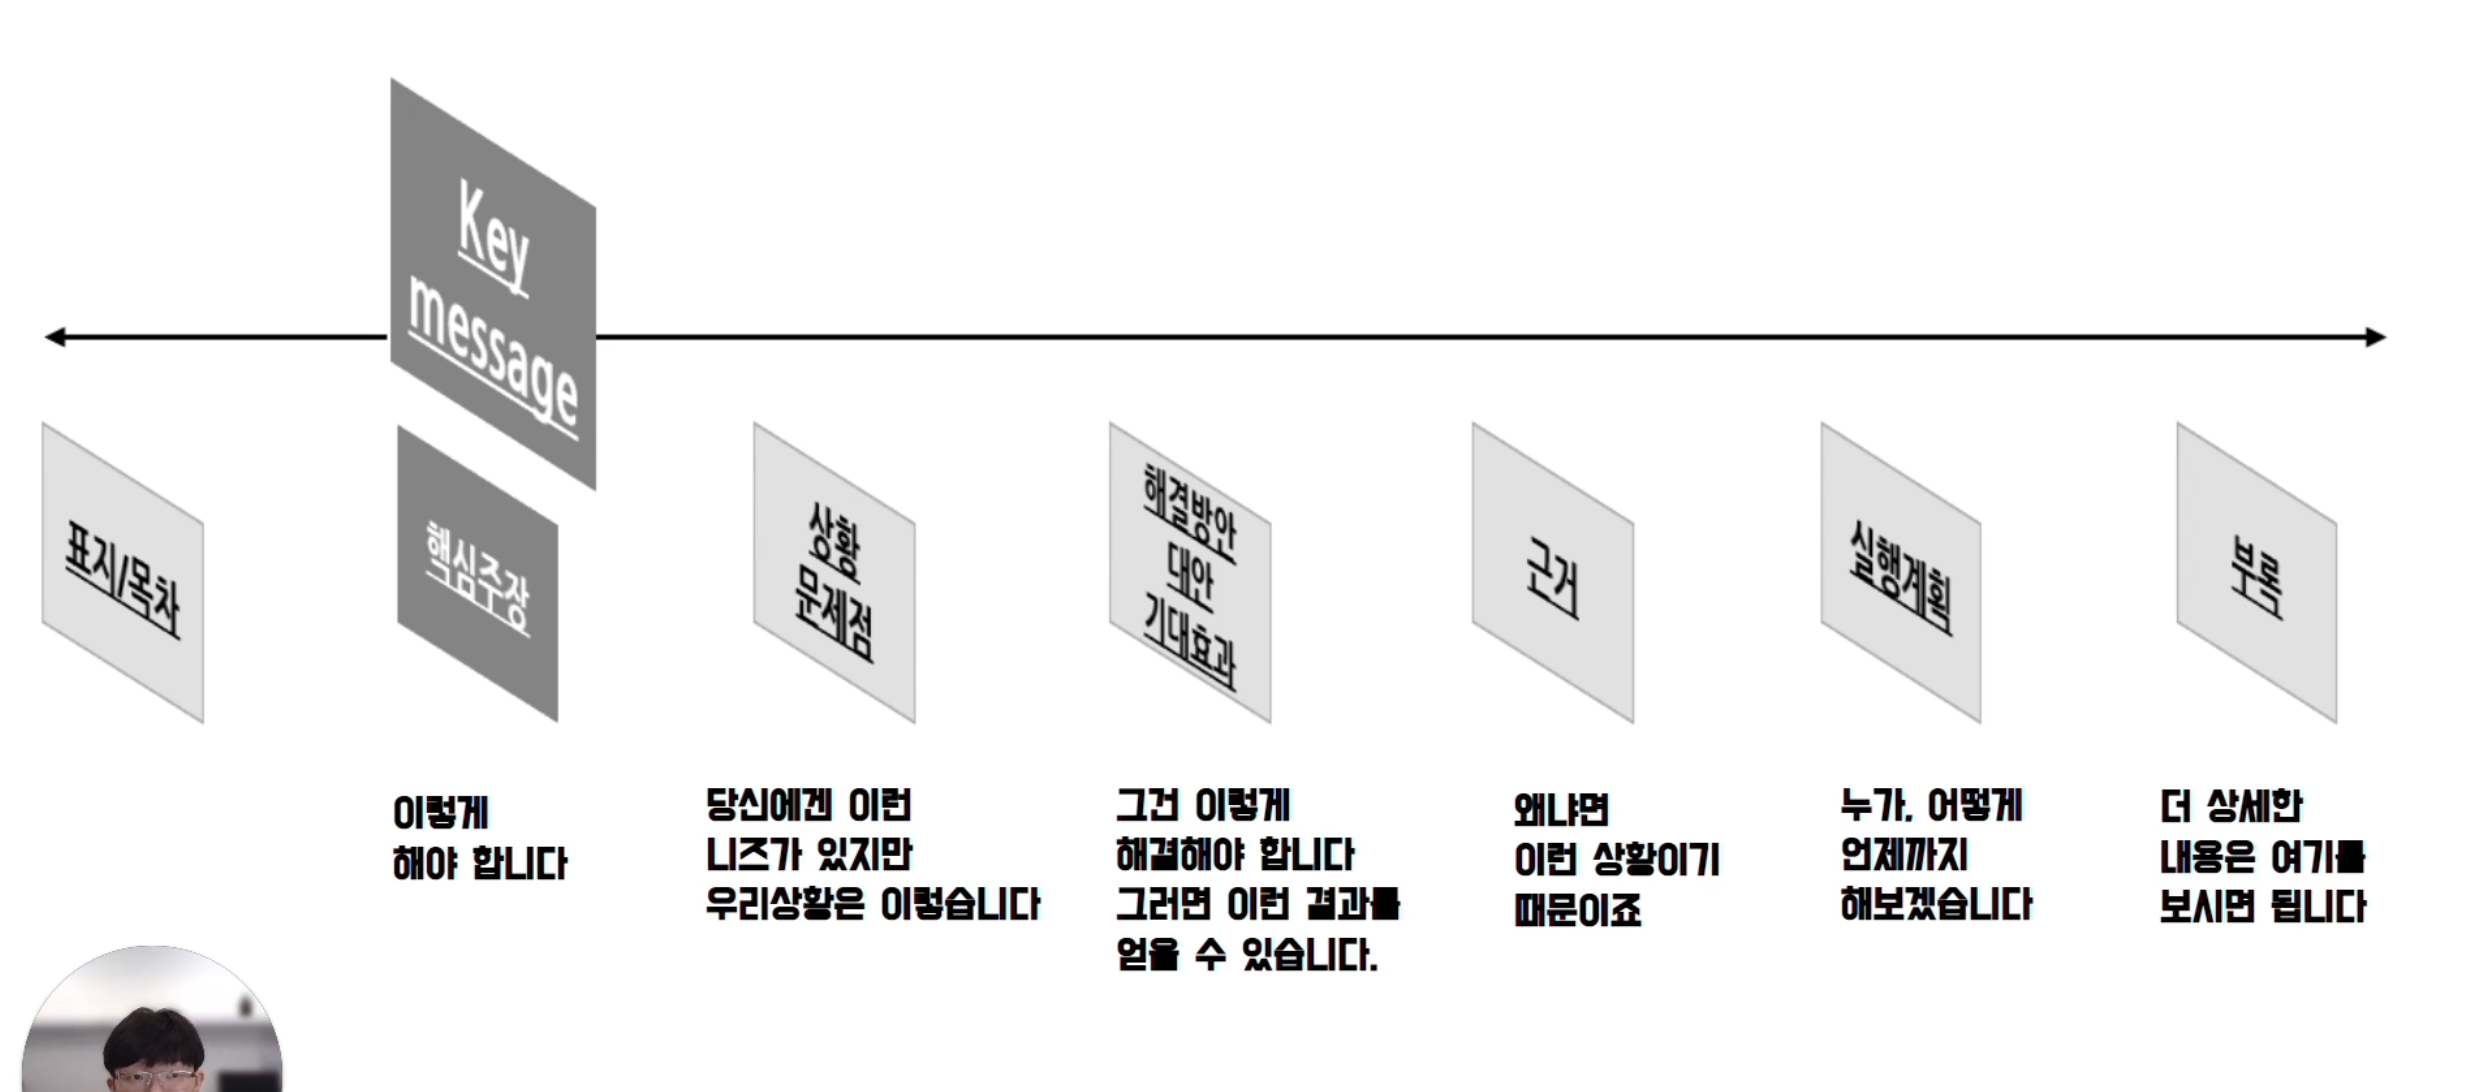 Key
message
표지/목차
핵심주장
상황
문제점
해결방안
대안
기대효과
근거
실행계획
부록
이렇게
해야 합니다
당신에겐 이런
니즈가 있지만
우리상황은 이렇습니다
그건 이렇게
해결해야 합니다
그러면 이런 결과를
얻을 수 있습니다.
왜냐면
이런 상황이기
때문이죠
누가, 어떻게
언제까지
해보겠습니다
더 상세한
내용은 여기를
보시면 됩니다